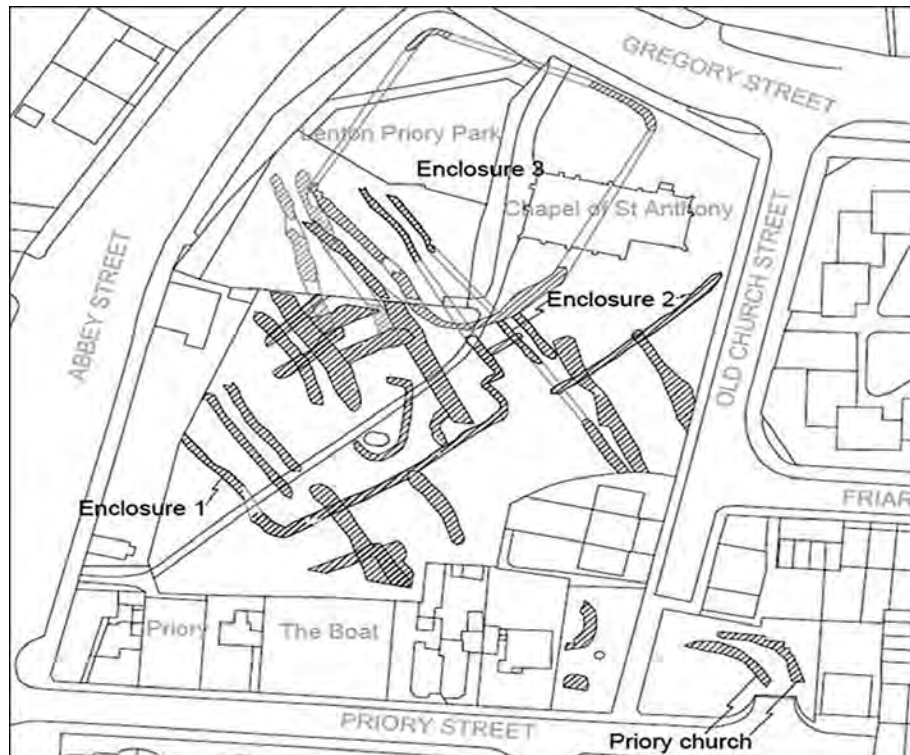 GREGORY STREET
Lenton Priory Park
Enclosure 3
Chapel of St Anthony
ABBEY STREET
Enclosure 2
OLD CHURCH STREET
Enclosure 1
FRIAR
Priory
The Boat
PRIORY STREET
Priory church